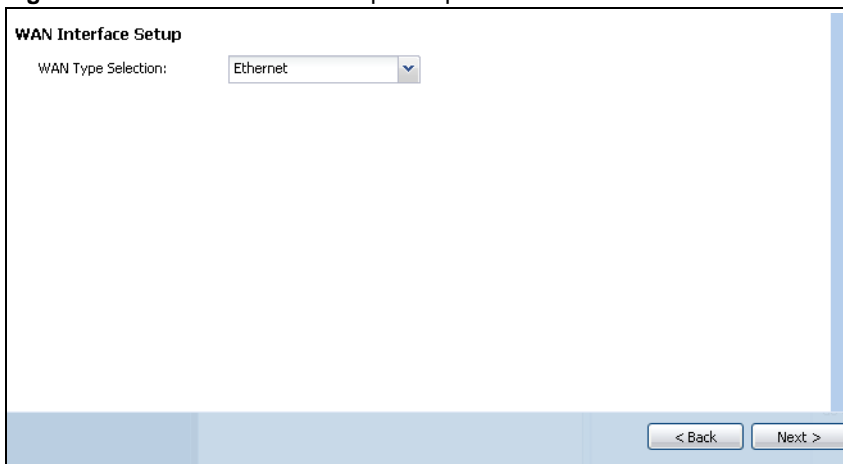 WAN Interface Setup
WAN Type Selection: Ethernet
< Back Next >